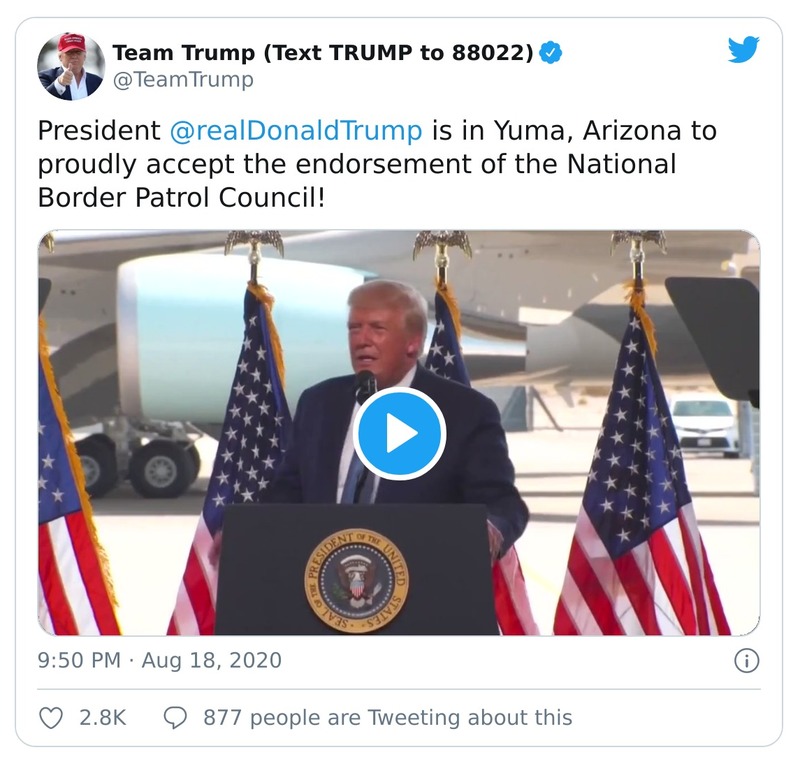 Team Trump (Text TRUMP to 88022)
@TeamTrump
President @realDonaldTrump is in Yuma, Arizona to
proudly accept the endorsement of the National
Border Patrol Council!
SEAL OF THE PRESIDENT OF THE UNITED STATES
9:50 PM · Aug 18, 2020
2.8K
877 people are Tweeting about this